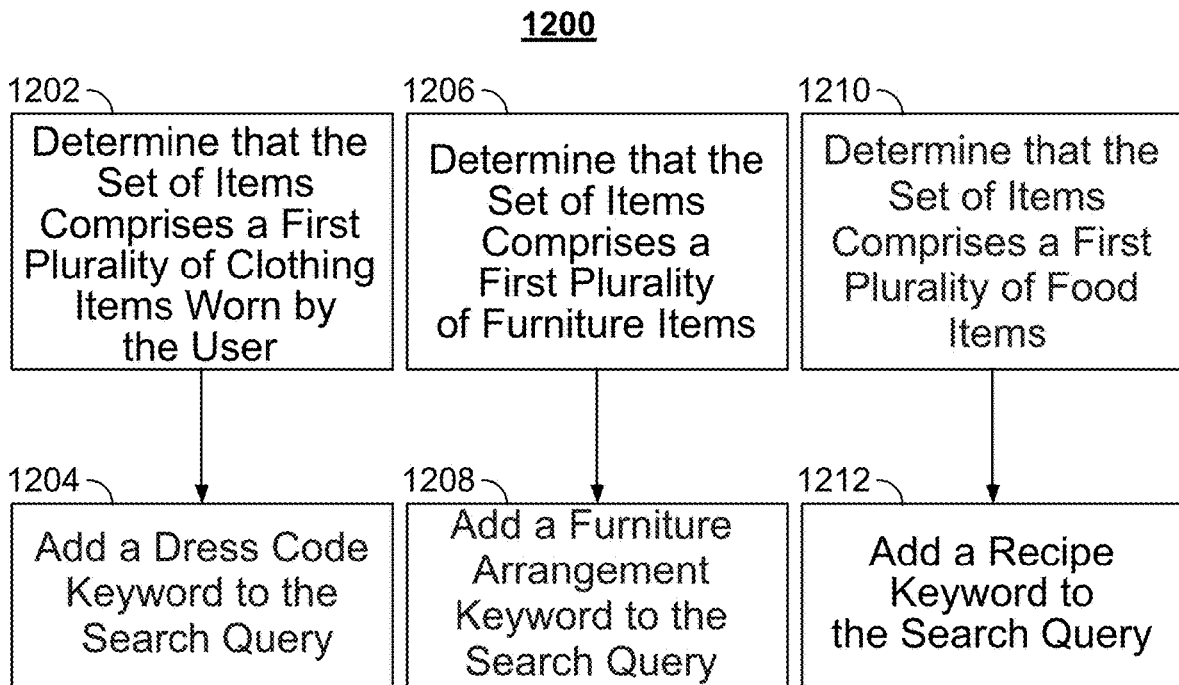 1200
1202
Determine that the
Set of Items
Comprises a First
Plurality of Clothing
Items Worn by
the User
1206
Determine that the
Set of Items
Comprises a
First Plurality
of Furniture Items
1210
Determine that the
Set of Items
Comprises a First
Plurality of Food
Items
1204
Add a Dress Code
Keyword to the
Search Query
1208
Add a Furniture
Arrangement
Keyword to the
Search Query
1212
Add a Recipe
Keyword to
the Search Query